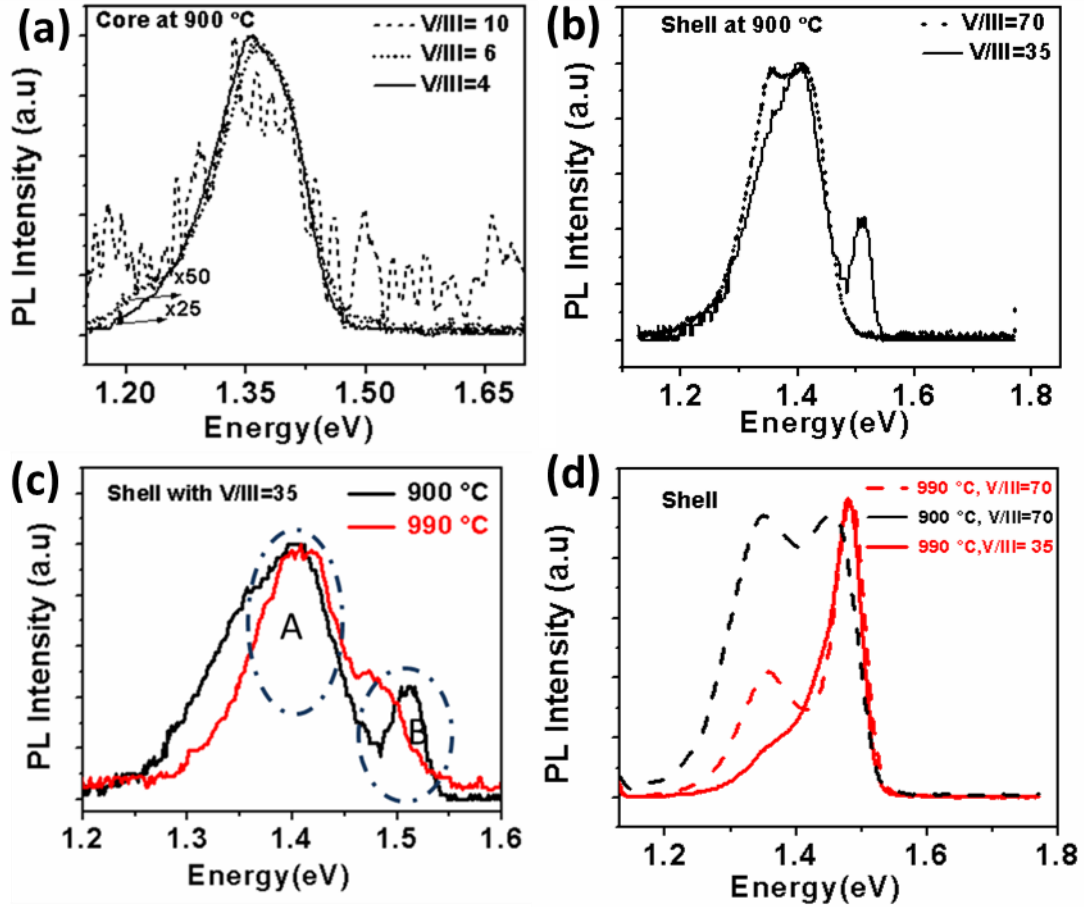 (a)
Core at 900 °C
V/III= 10
V/III= 6
V/III=4
x50
x25
PL Intensity (a.u)
1.20 1.35 1.50 1.65
Energy(eV)
(b)
Shell at 900 °C
V/III=70
V/III=35
PL Intensity (a.u)
1.2 1.4 1.6 1.8
Energy(eV)
(c)
Shell with V/III=35
900 °C
990 °C
A
B
PL Intensity (a.u)
1.2 1.3 1.4 1.5 1.6
Energy(eV)
(d)
Shell
990 °C, V/III=70
900 °C, V/III=70
990 °C,V/III= 35
PL Intensity (a.u)
1.2 1.4 1.6 1.8
Energy(eV)